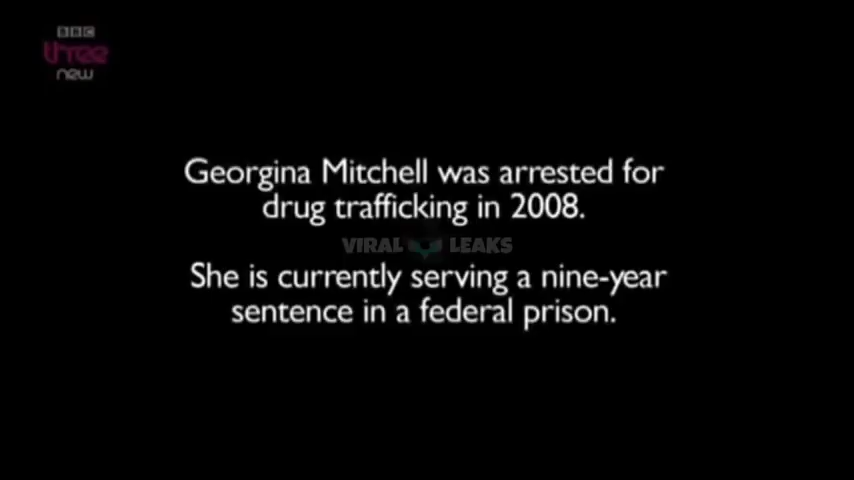 BBC
three
new
Georgina Mitchell was arrested for
drug trafficking in 2008.
VIRAL LEAKS
She is currently serving a nine-year
sentence in a federal prison.